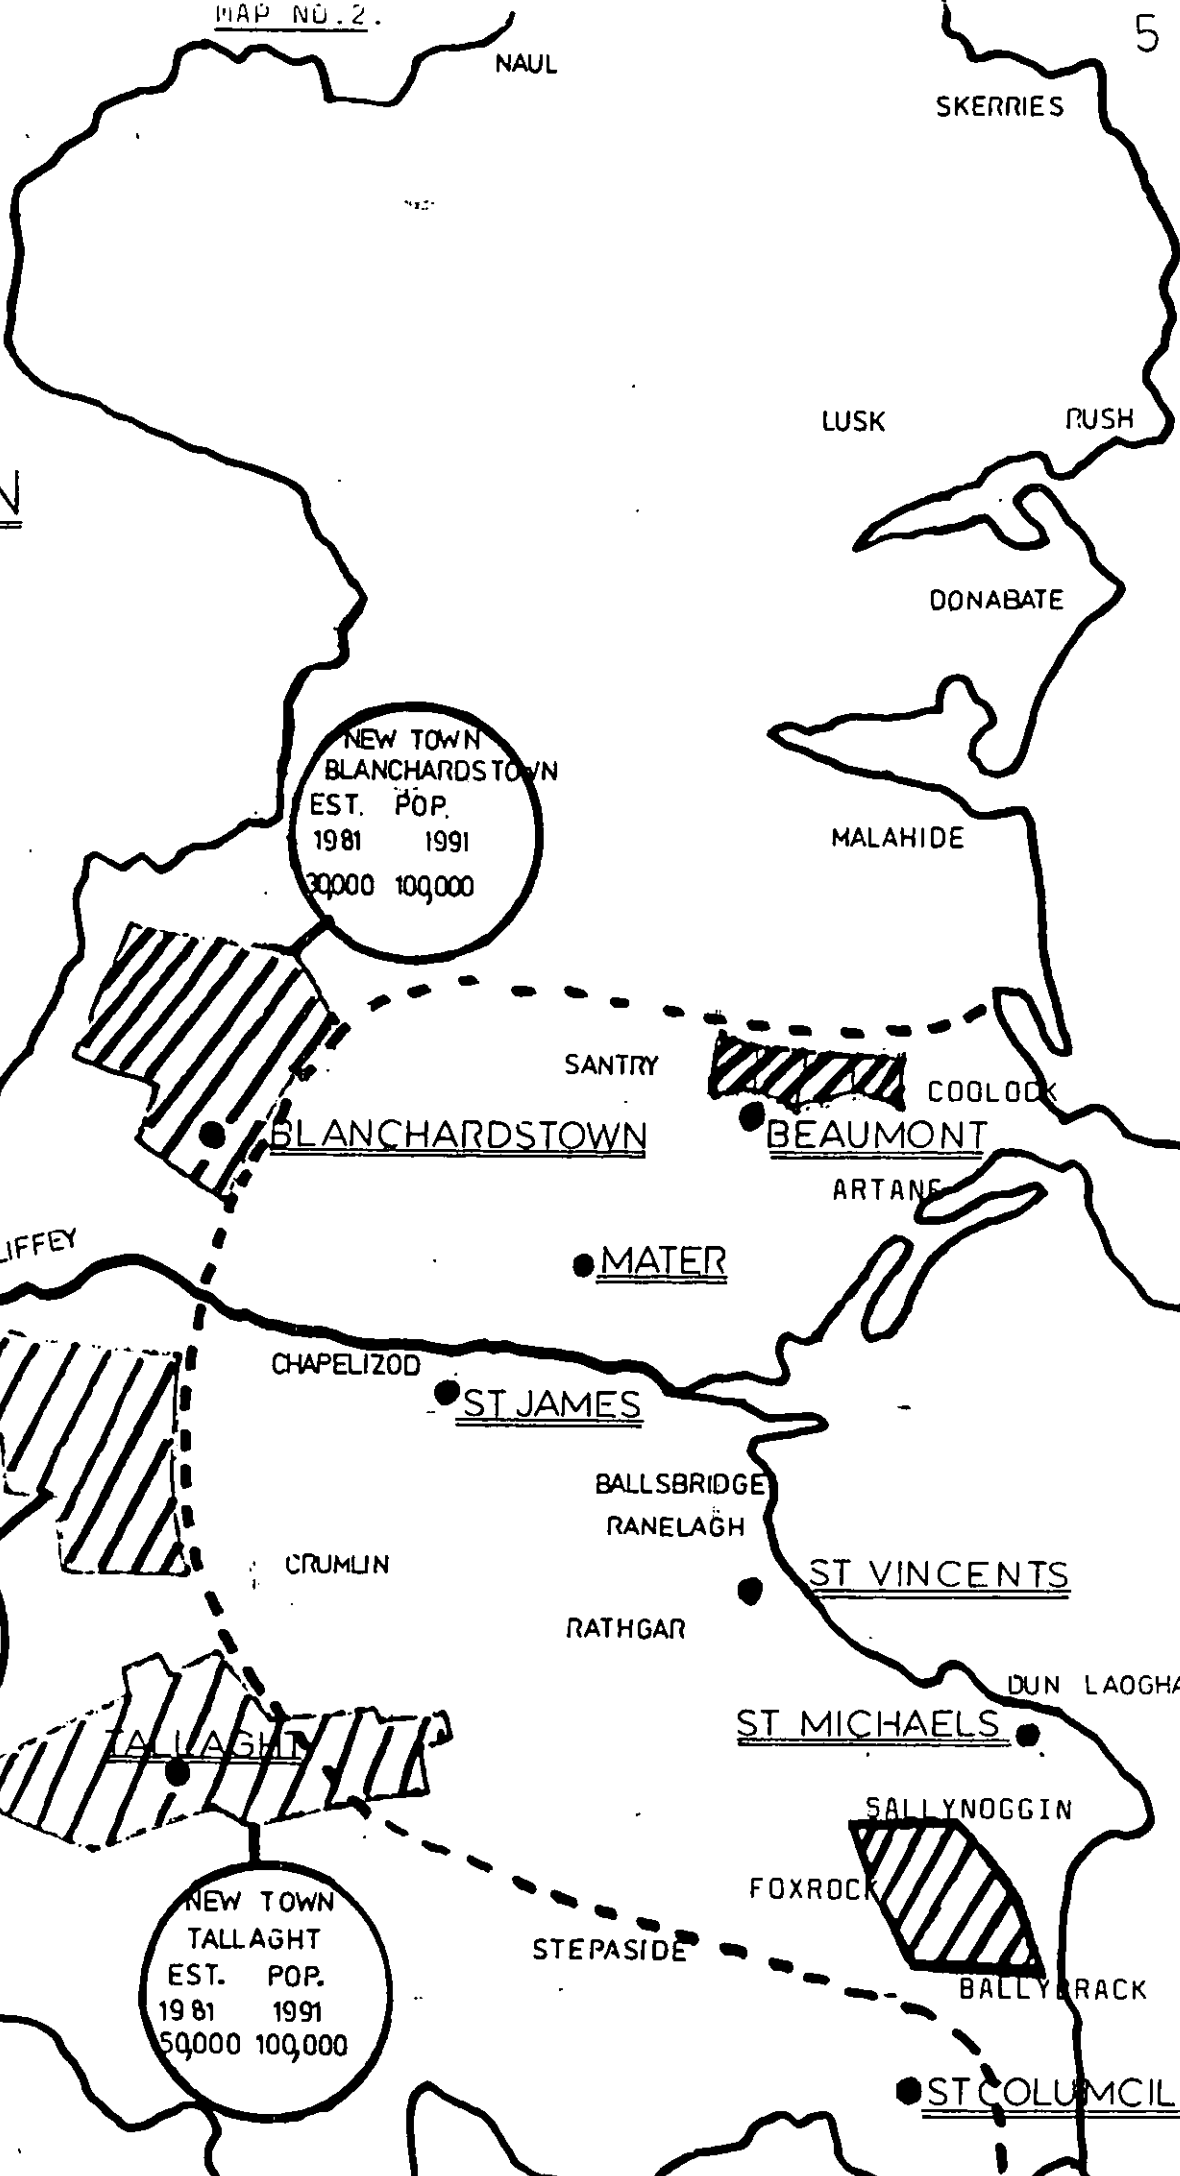 MAP NO.2.
5
NAUL
SKERRIES
LUSK
RUSH
N
DONABATE
NEW TOWN
BLANCHARDSTOWN
EST. POP.
1981 1991
30,000 100,000
MALAHIDE
SANTRY
COOLOCK
BLANCHARDSTOWN
BEAUMONT
ARTANE
LIFFEY
MATER
CHAPELIZOD
ST JAMES
BALLSBRIDGE
RANELAGH
CRUMLIN
ST VINCENTS
RATHGAR
DUN LAOGHA
ST MICHAELS
TALLAGHT
SALLYNOGGIN
FOXROCK
NEW TOWN
TALLAGHT
EST. POP.
1981 1991
50,000 100,000
STEPASIDE
BALLYBRACK
ST COLUMCIL